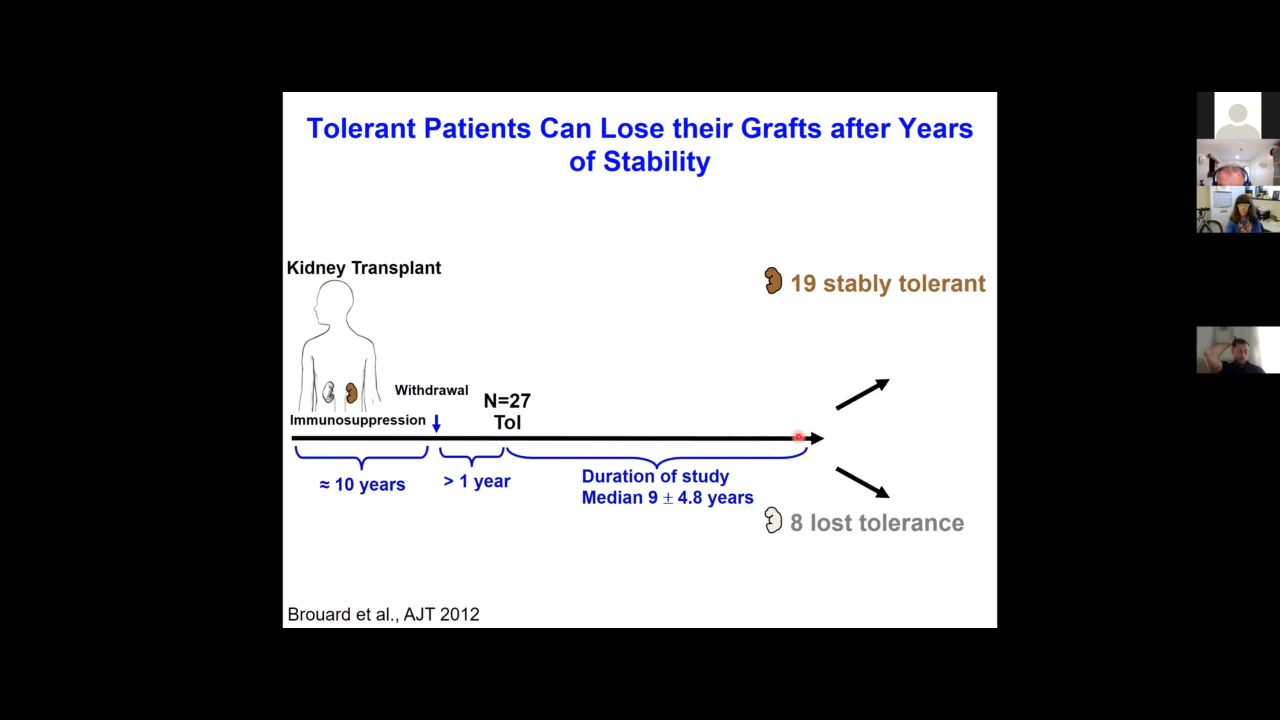 Tolerant Patients Can Lose their Grafts after Years
of Stability
Kidney Transplant
19 stably tolerant
Withdrawal
N=27
Tol
Immunosuppression
≈ 10 years
> 1 year
Duration of study
Median 9 ± 4.8 years
8 lost tolerance
Brouard et al., AJT 2012